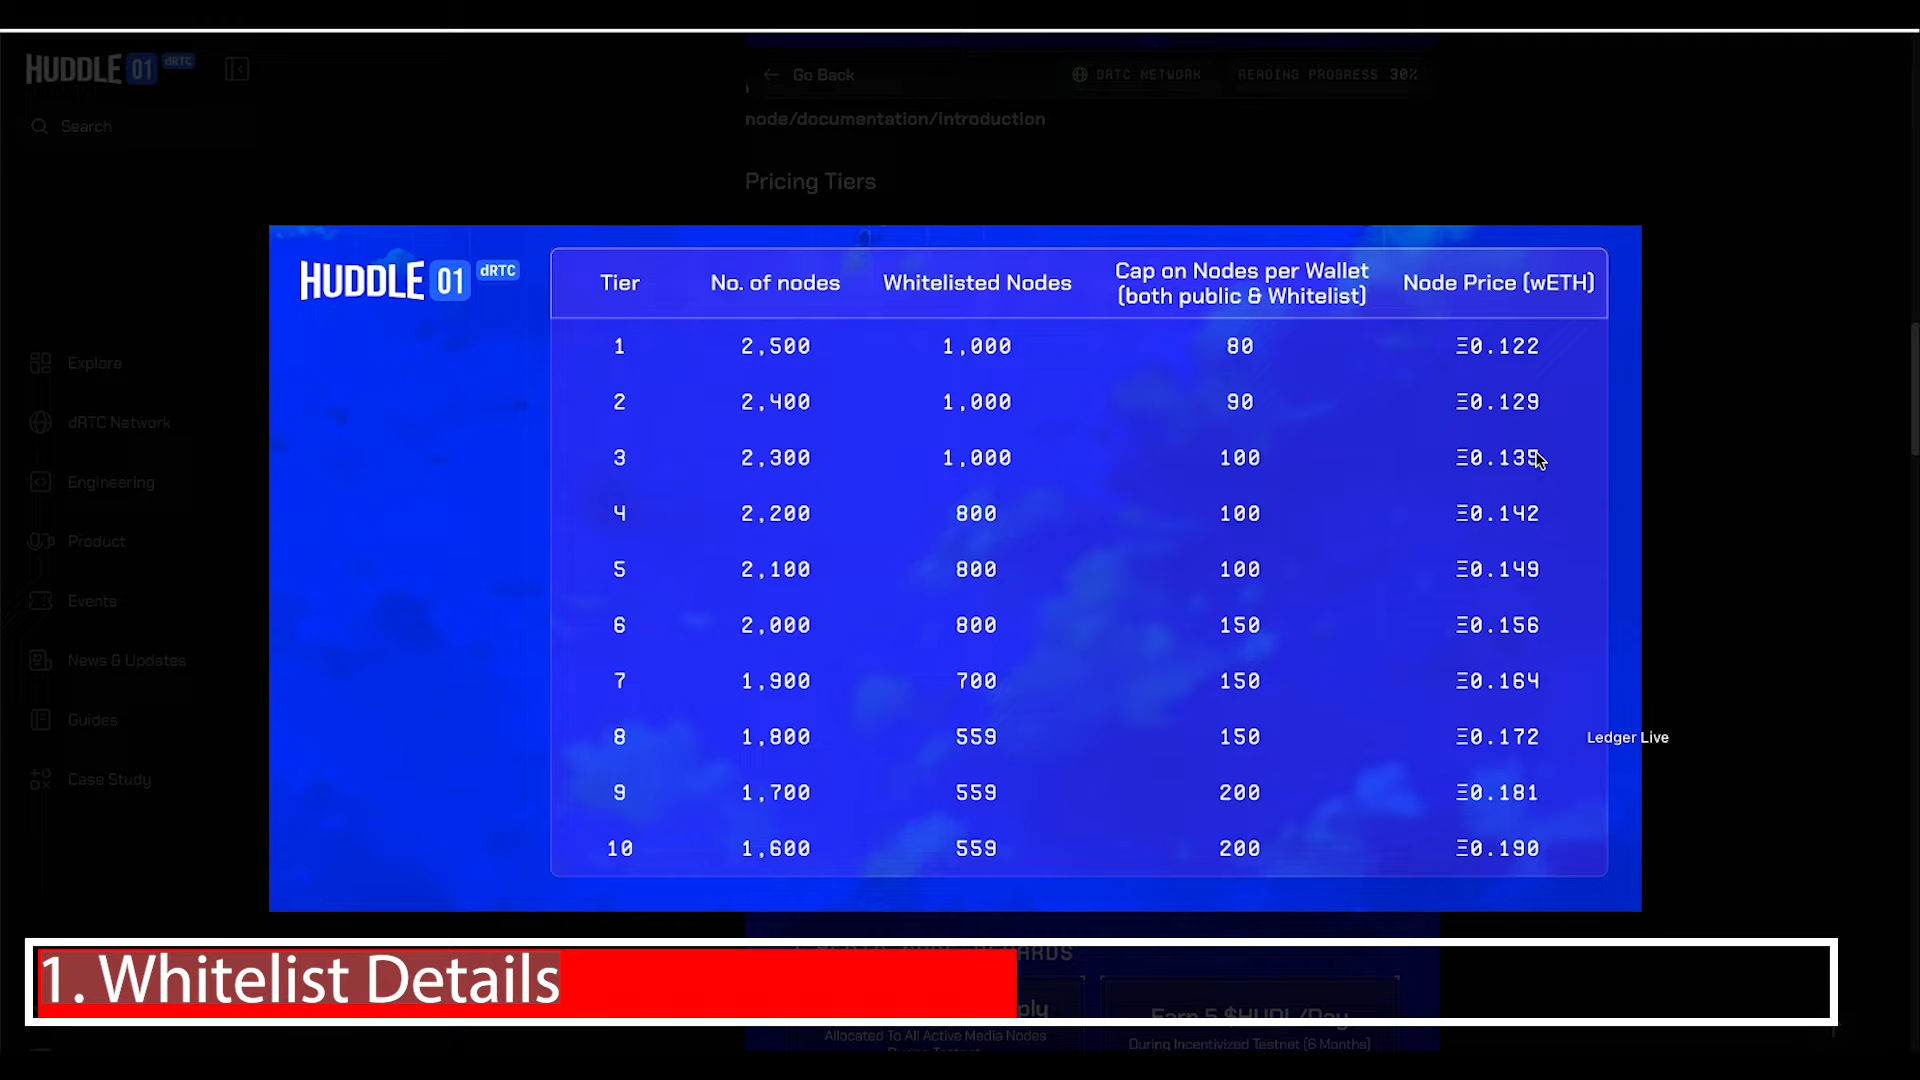 HUDDLE 01 dRTC
Go Back
DRTC NETWORK
READING PROGRESS 30%
Search
node/documentation/introduction
Pricing Tiers
HUDDLE 01 dRTC
Tier No. of nodes Whitelisted Nodes Cap on Nodes per Wallet (both public & Whitelist) Node Price (wETH)
1 2,500 1,000 80 Ξ0.122
2 2,400 1,000 90 Ξ0.129
3 2,300 1,000 100 Ξ0.135
4 2,200 800 100 Ξ0.142
5 2,100 800 100 Ξ0.149
6 2,000 800 150 Ξ0.156
7 1,900 700 150 Ξ0.164
8 1,800 559 150 Ξ0.172
9 1,700 559 200 Ξ0.181
10 1,600 559 200 Ξ0.190
Ledger Live
Explore
dRTC Network
Engineering
Product
Events
News & Updates
Guides
Case Study
1. Whitelist Details
Earn 5 $HUDL/Day
Allocated To All Active Media Nodes
During Incentivized Testnet (6 Months)